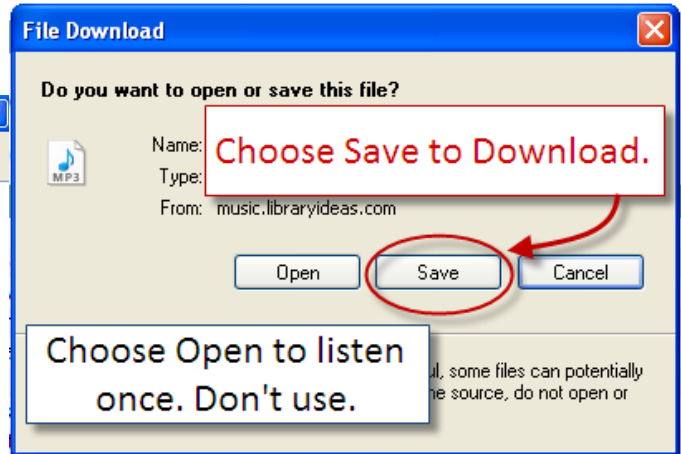 File Download
Do you want to open or save this file?
MP3
Name:
Choose Save to Download.
Type:
From: music.libraryideas.com
Open Save Cancel
Choose Open to listen
once. Don't use.
some files can potentially
source, do not open or